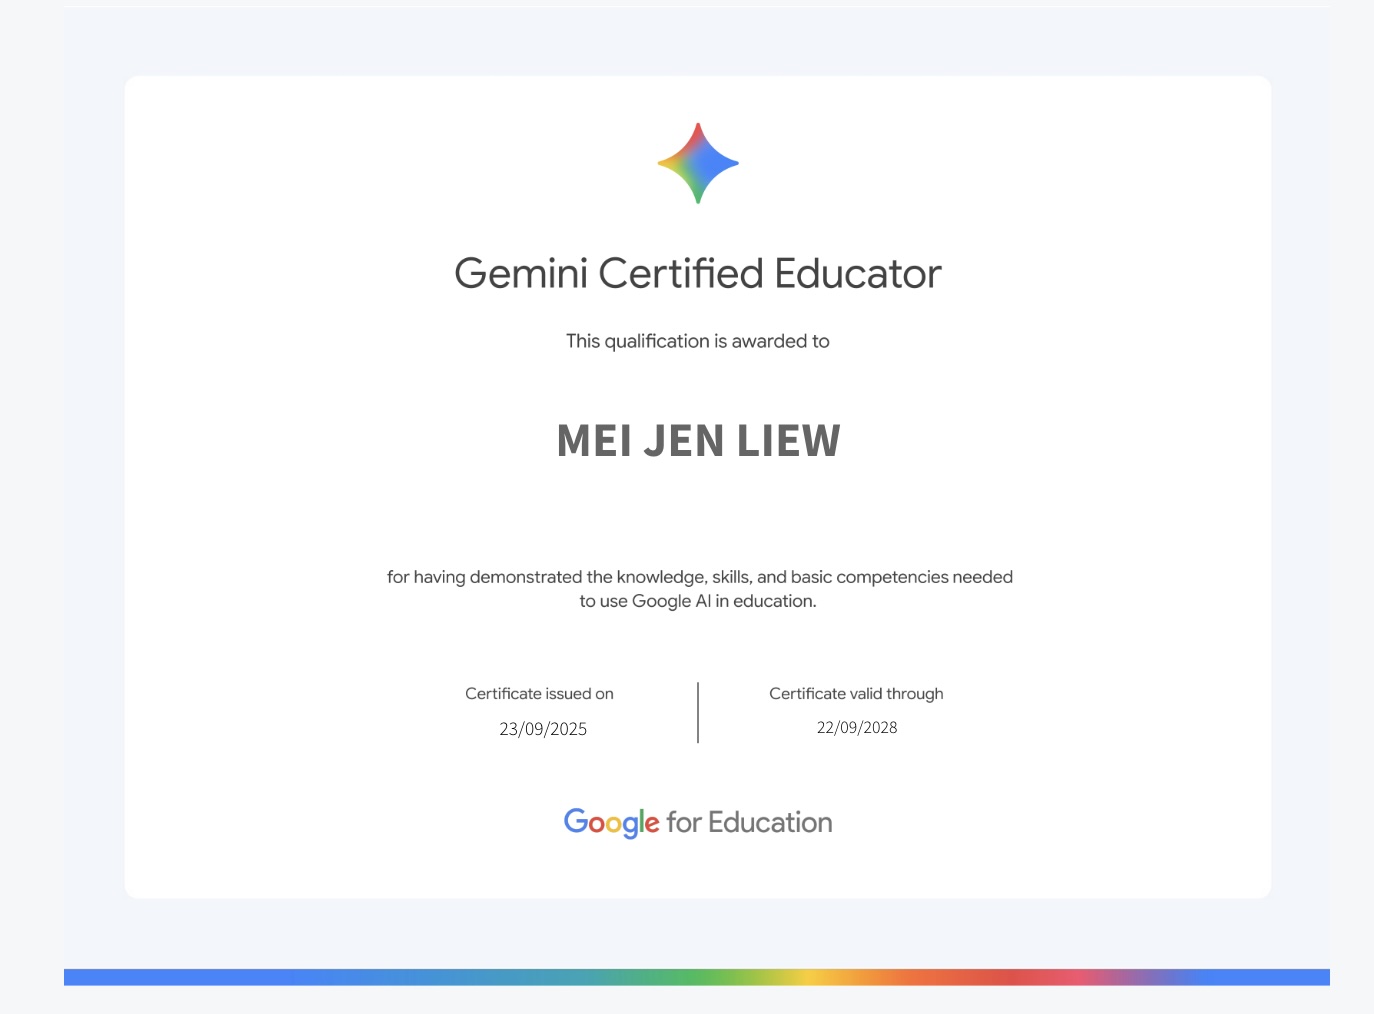 Gemini Certified Educator
This qualification is awarded to
MEI JEN LIEW
for having demonstrated the knowledge, skills, and basic competencies needed
to use Google AI in education.
Certificate issued on
23/09/2025
Certificate valid through
22/09/2028
Google for Education